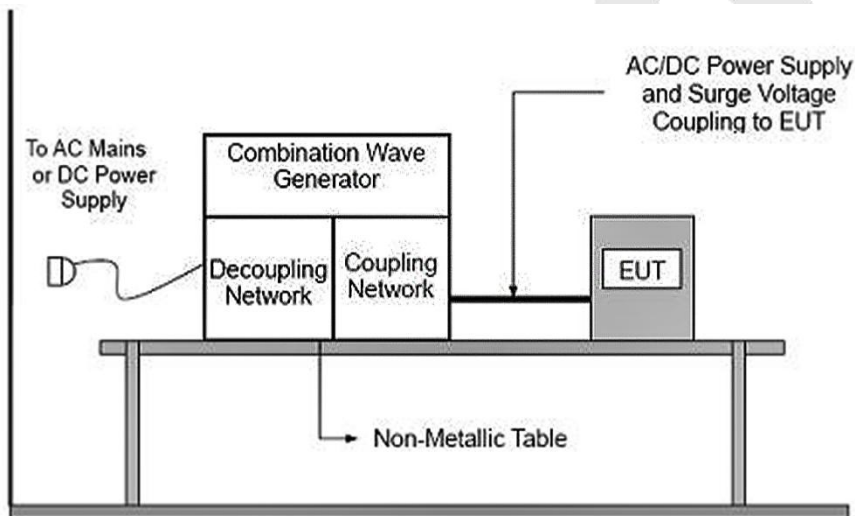 AC/DC Power Supply
and Surge Voltage
Coupling to EUT
To AC Mains
or DC Power
Supply
Combination Wave
Generator
Decoupling
Network
Coupling
Network
EUT
Non-Metallic Table